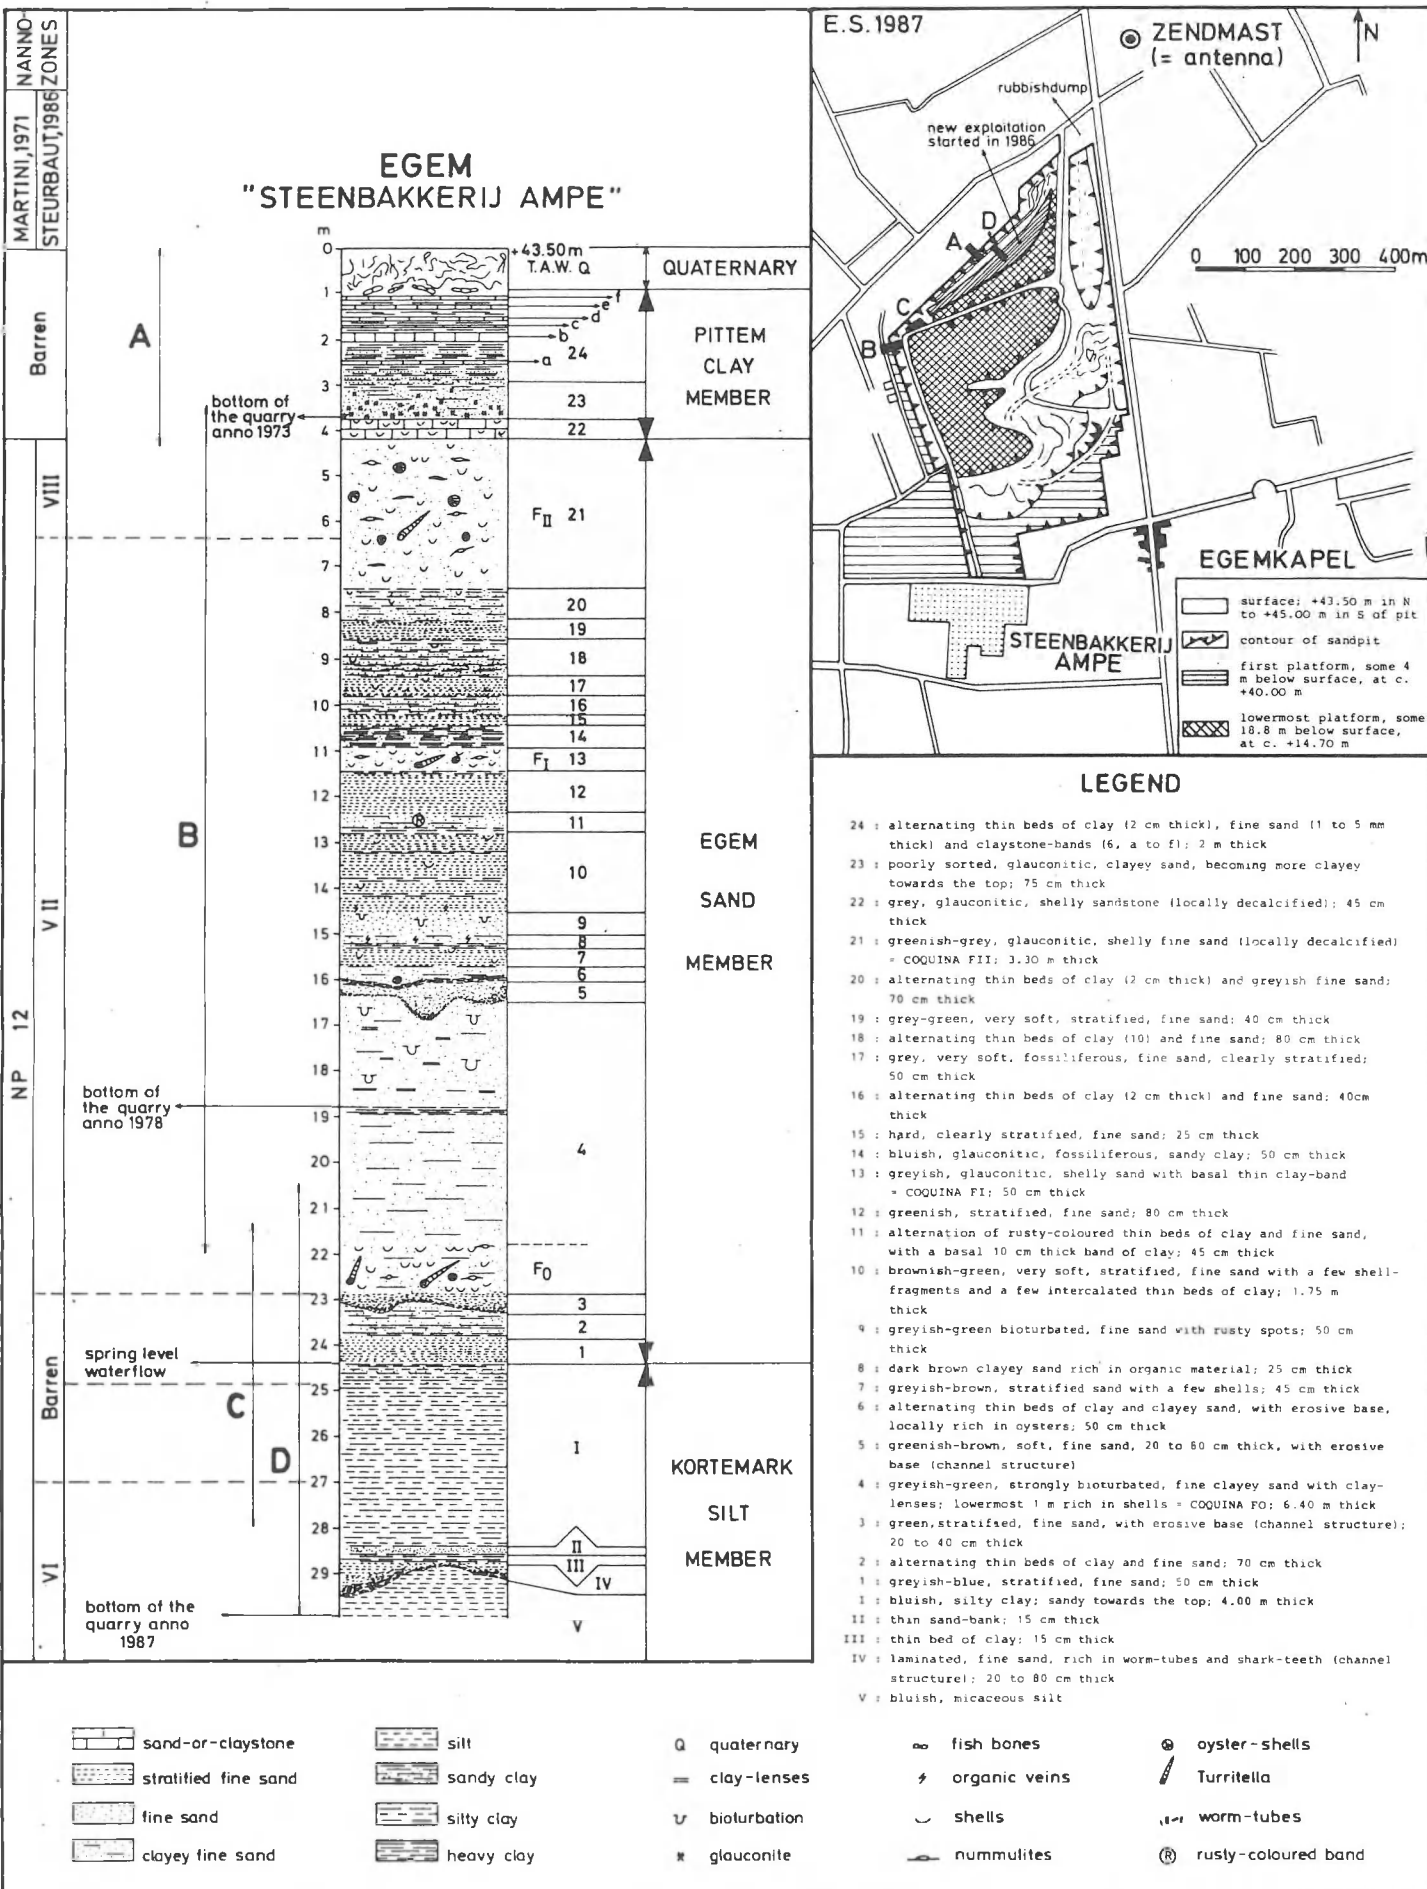 MARTINI,1971 NANNO-
STEURBAUT,1986 ZONES
EGEM
"STEENBAKKERIJ AMPE"
m
0
1
2
3
4
5
6
7
8
9
10
11
12
13
14
15
16
17
18
19
20
21
22
23
24
25
26
27
28
29
+43.50m
T.A.W. Q
QUATERNARY
f
e
d
c
b
a
24
23
22
PITTEM
CLAY
MEMBER
Barren
A
bottom of
the quarry
anno 1973
VIII
FII 21
20
19
18
17
16
15
14
FI 13
12
11
R
10
9
8
7
6
5
4
F0
3
2
1
EGEM
SAND
MEMBER
B
VII
NP 12
bottom of
the quarry
anno 1978
spring level
waterflow
Barren
C
D
VI
I
II
III
IV
V
KORTEMARK
SILT
MEMBER
bottom of the
quarry anno
1987
E.S.1987
ZENDMAST
(= antenna)
N
rubbishdump
new exploitation
started in 1986
D
A
C
B
0 100 200 300 400m
EGEMKAPEL
STEENBAKKERIJ
AMPE
surface; +43.50 m in N
to +45.00 m in S of pit
contour of sandpit
first platform, some 4
m below surface, at c.
+40.00 m
lowermost platform, some
18.8 m below surface,
at c. +14.70 m
LEGEND
24 : alternating thin beds of clay (2 cm thick), fine sand (1 to 5 mm
thick) and claystone-bands (6, a to f); 2 m thick
23 : poorly sorted, glauconitic, clayey sand, becoming more clayey
towards the top; 75 cm thick
22 : grey, glauconitic, shelly sandstone (locally decalcified); 45 cm
thick
21 : greenish-grey, glauconitic, shelly fine sand (locally decalcified)
= COQUINA FII; 3.30 m thick
20 : alternating thin beds of clay (2 cm thick) and greyish fine sand;
70 cm thick
19 : grey-green, very soft, stratified, fine sand; 40 cm thick
18 : alternating thin beds of clay (10) and fine sand; 80 cm thick
17 : grey, very soft, fossiliferous, fine sand, clearly stratified;
50 cm thick
16 : alternating thin beds of clay (2 cm thick) and fine sand; 40cm
thick
15 : hard, clearly stratified, fine sand; 25 cm thick
14 : bluish, glauconitic, fossiliferous, sandy clay; 50 cm thick
13 : greyish, glauconitic, shelly sand with basal thin clay-band
= COQUINA FI; 50 cm thick
12 : greenish, stratified, fine sand; 80 cm thick
11 : alternation of rusty-coloured thin beds of clay and fine sand,
with a basal 10 cm thick band of clay; 45 cm thick
10 : brownish-green, very soft, stratified, fine sand with a few shell-
fragments and a few intercalated thin beds of clay; 1.75 m
thick
9 : greyish-green bioturbated, fine sand with rusty spots; 50 cm
thick
8 : dark brown clayey sand rich in organic material; 25 cm thick
7 : greyish-brown, stratified sand with a few shells; 45 cm thick
6 : alternating thin beds of clay and clayey sand, with erosive base,
locally rich in oysters; 50 cm thick
5 : greenish-brown, soft, fine sand, 20 to 80 cm thick, with erosive
base (channel structure)
4 : greyish-green, strongly bioturbated, fine clayey sand with clay-
lenses; lowermost 1 m rich in shells = COQUINA FO; 6.40 m thick
3 : green, stratified, fine sand, with erosive base (channel structure);
20 to 40 cm thick
2 : alternating thin beds of clay and fine sand; 70 cm thick
1 : greyish-blue, stratified, fine sand; 50 cm thick
I : bluish, silty clay; sandy towards the top; 4.00 m thick
II : thin sand-bank; 15 cm thick
III : thin bed of clay; 15 cm thick
IV : laminated, fine sand, rich in worm-tubes and shark-teeth (channel
structure); 20 to 80 cm thick
V : bluish, micaceous silt
sand-or-claystone
stratified fine sand
fine sand
clayey fine sand
silt
sandy clay
silty clay
heavy clay
Q quaternary
clay-lenses
bioturbation
glauconite
fish bones
organic veins
shells
nummulites
oyster-shells
Turritella
worm-tubes
R rusty-coloured band